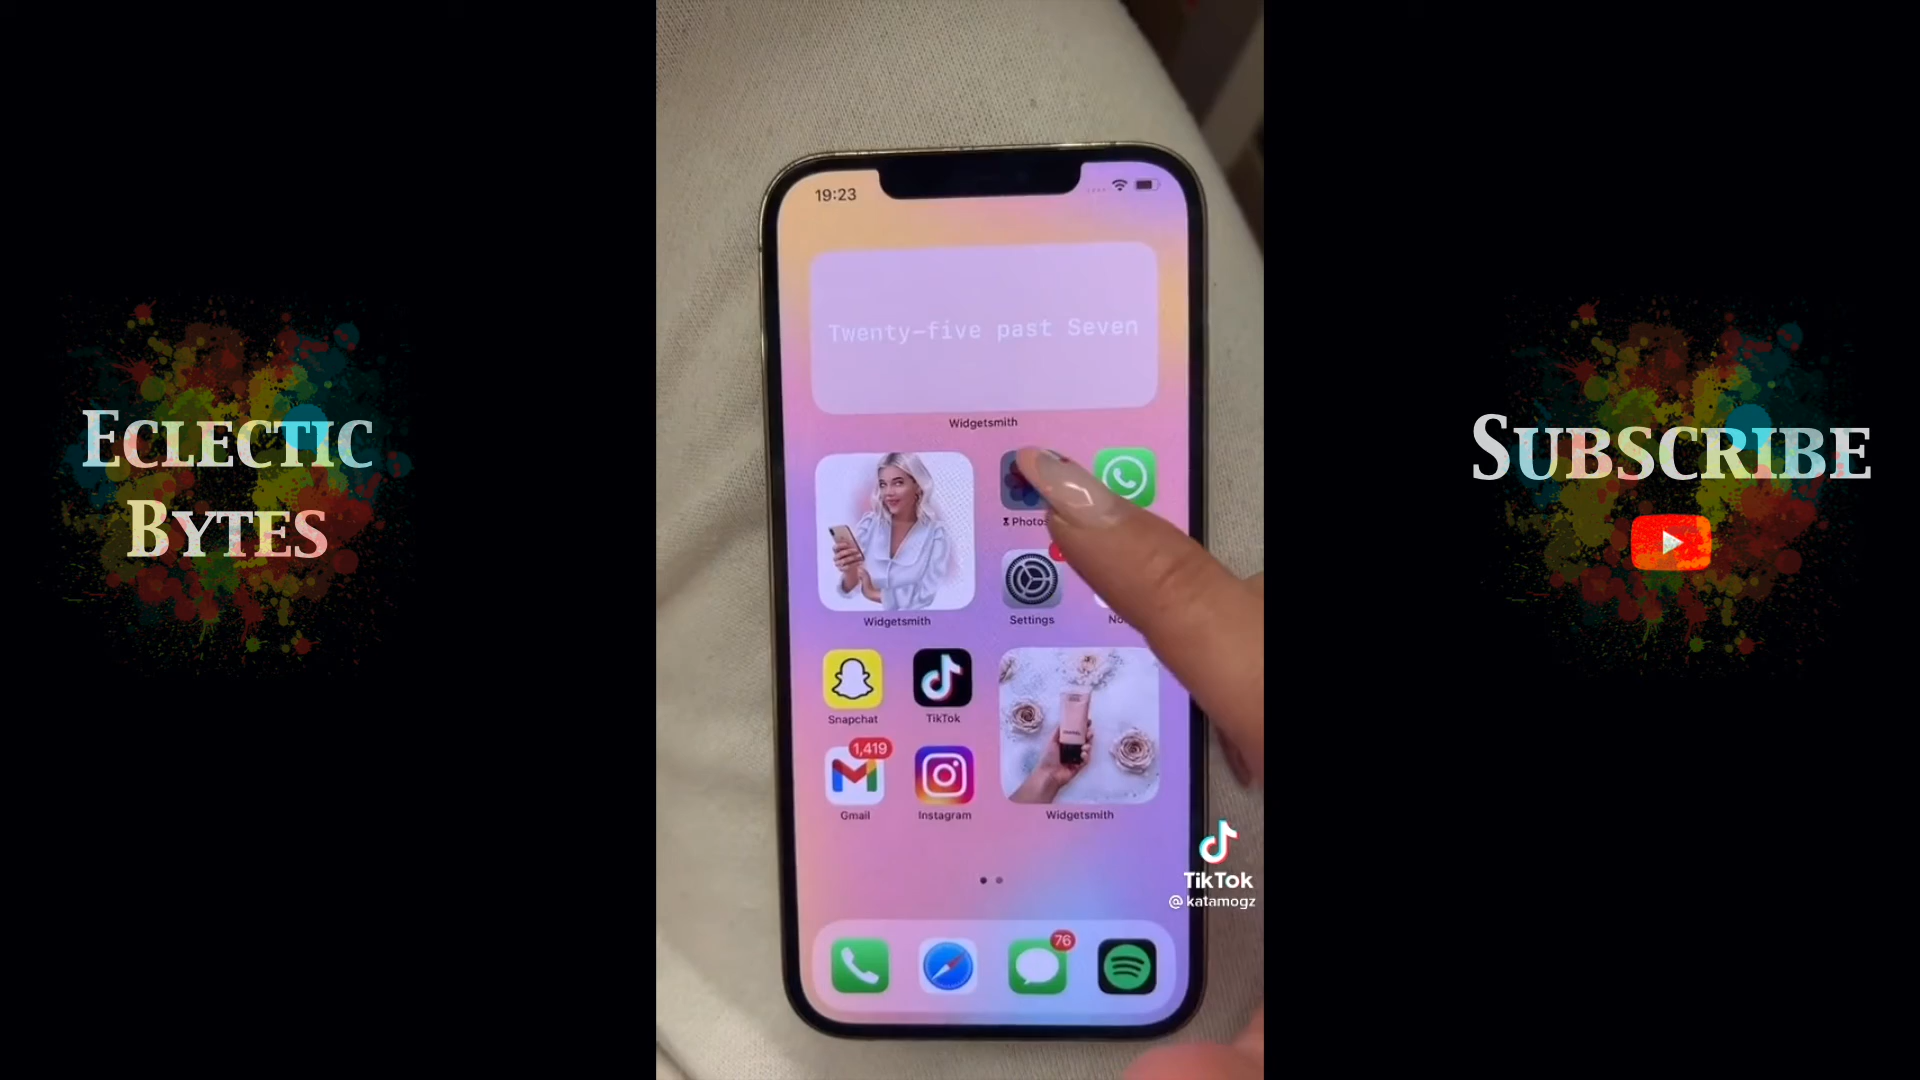 Eclectic
Bytes
19:23
Twenty-five past Seven
Widgetsmith
Photos
Widgetsmith
Settings
Snapchat
TikTok
1,419
Gmail
Instagram
Widgetsmith
TikTok
@katamogz
76
Subscribe